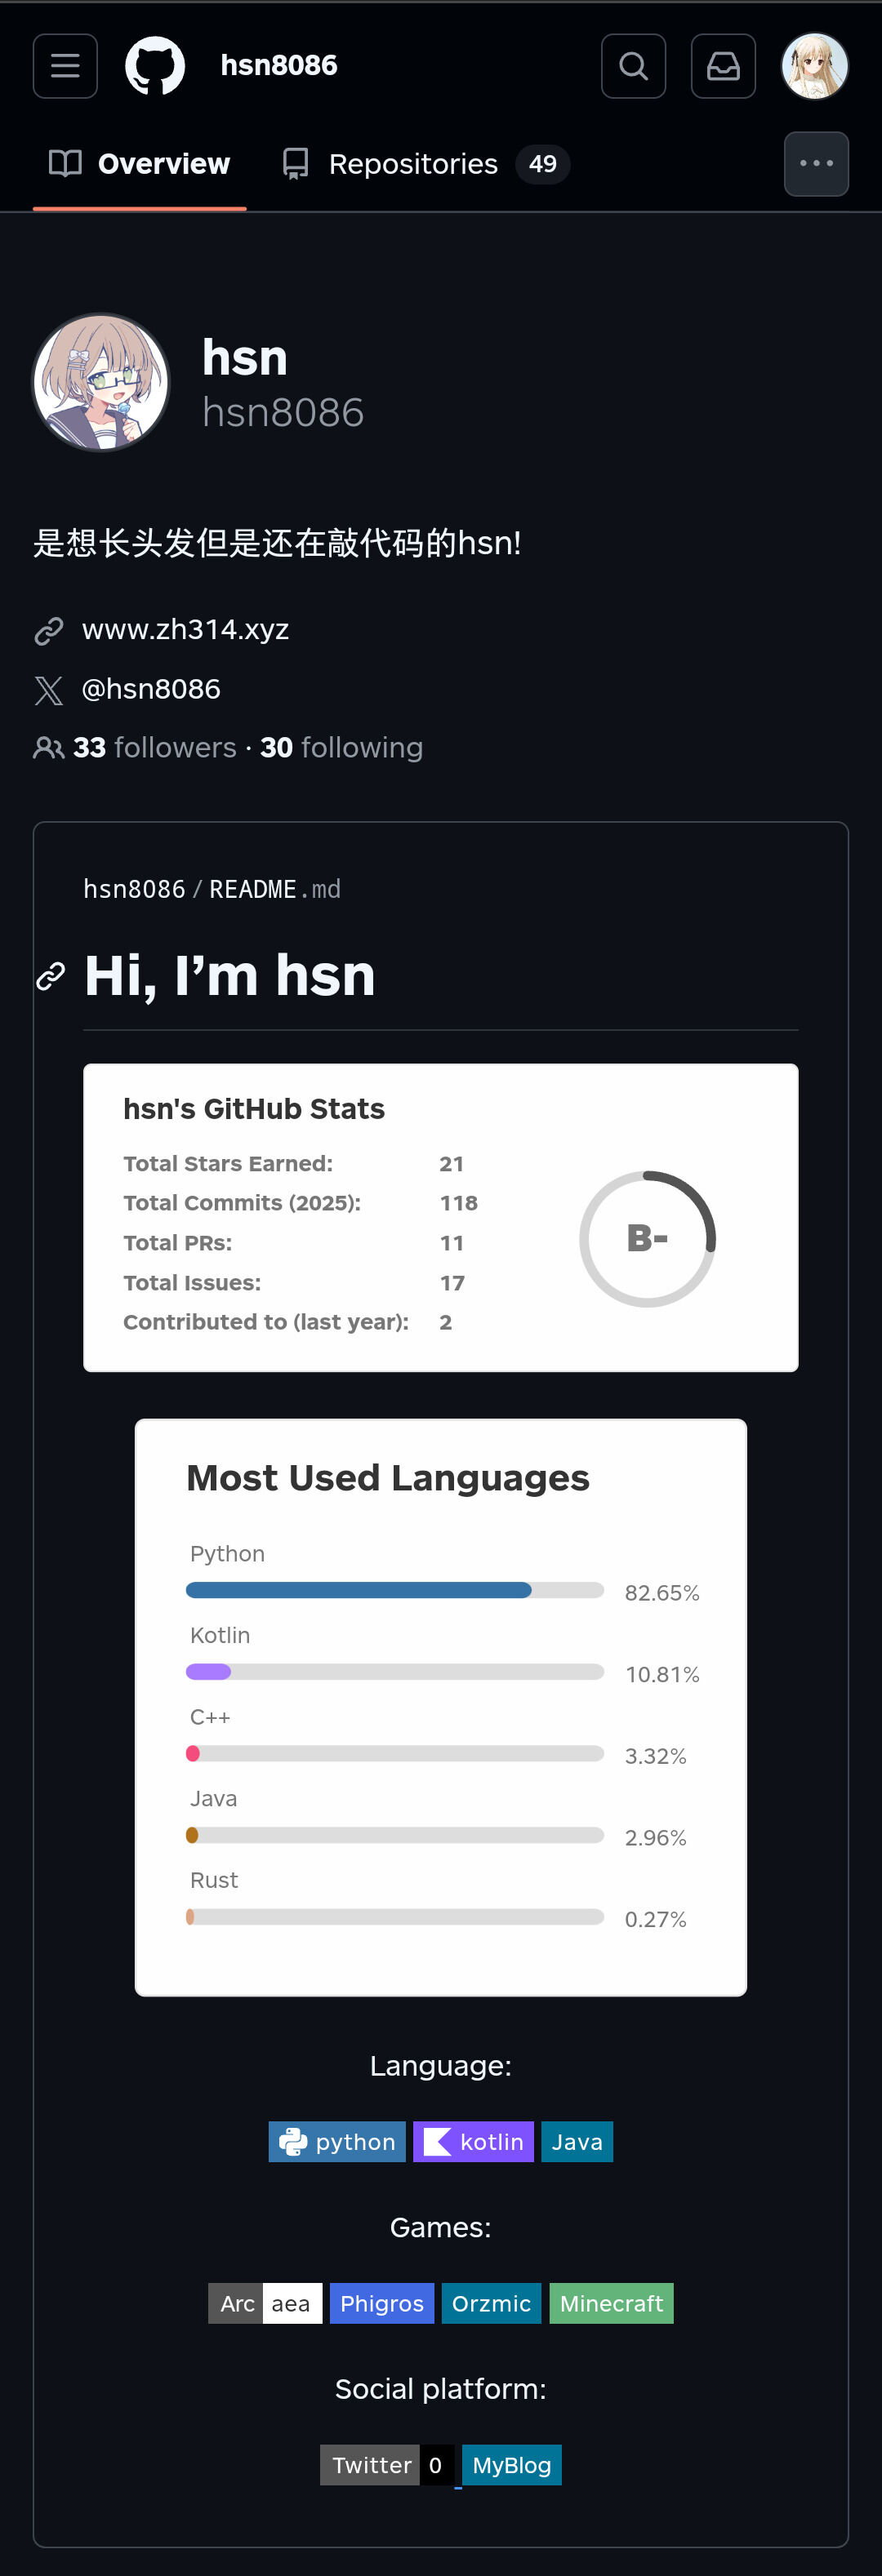 hsn8086
Overview Repositories 49
hsn
hsn8086
是想长头发但是还在敲代码的hsn!
www.zh314.xyz
@hsn8086
33 followers · 30 following
hsn8086 / README.md
Hi, I’m hsn
hsn's GitHub Stats
Total Stars Earned: 21
Total Commits (2025): 118
Total PRs: 11
Total Issues: 17
Contributed to (last year): 2
B-
Most Used Languages
Python
82.65%
Kotlin
10.81%
C++
3.32%
Java
2.96%
Rust
0.27%
Language:
python kotlin Java
Games:
Arc aea Phigros Orzmic Minecraft
Social platform:
Twitter 0 MyBlog